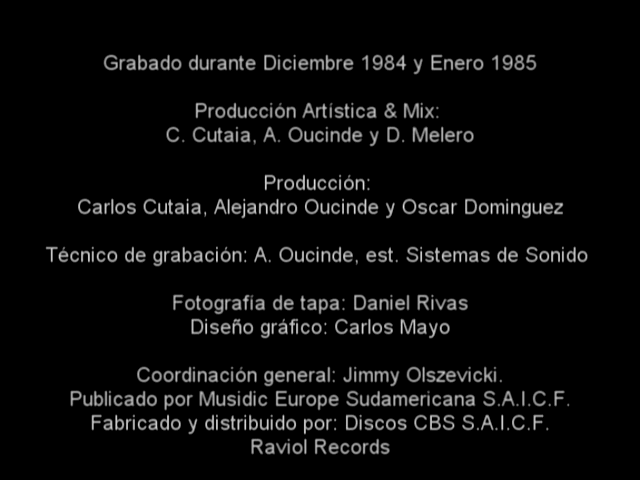 Grabado durante Diciembre 1984 y Enero 1985
Producción Artística & Mix:
C. Cutaia, A. Oucinde y D. Melero
Producción:
Carlos Cutaia, Alejandro Oucinde y Oscar Dominguez
Técnico de grabación: A. Oucinde, est. Sistemas de Sonido
Fotografía de tapa: Daniel Rivas
Diseño gráfico: Carlos Mayo
Coordinación general: Jimmy Olszevicki.
Publicado por Musidic Europe Sudamericana S.A.I.C.F.
Fabricado y distribuido por: Discos CBS S.A.I.C.F.
Raviol Records